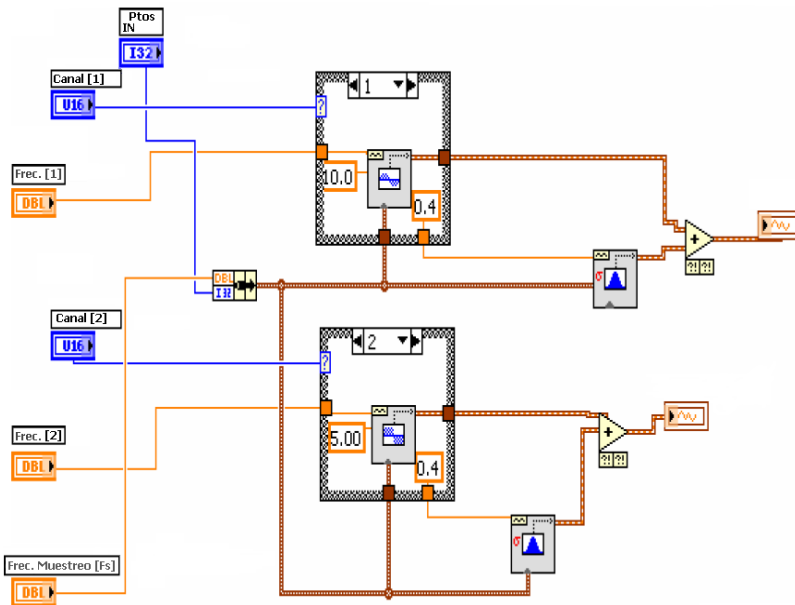 Ptos
IN
I32
Canal [1]
U16
1
?
Frec. [1]
DBL
10.0
0.4
+
?! ?!
σ
DBL
I32
Canal [2]
U16
2
?
Frec. [2]
DBL
5.00
0.4
+
?! ?!
σ
Frec. Muestreo [Fs]
DBL